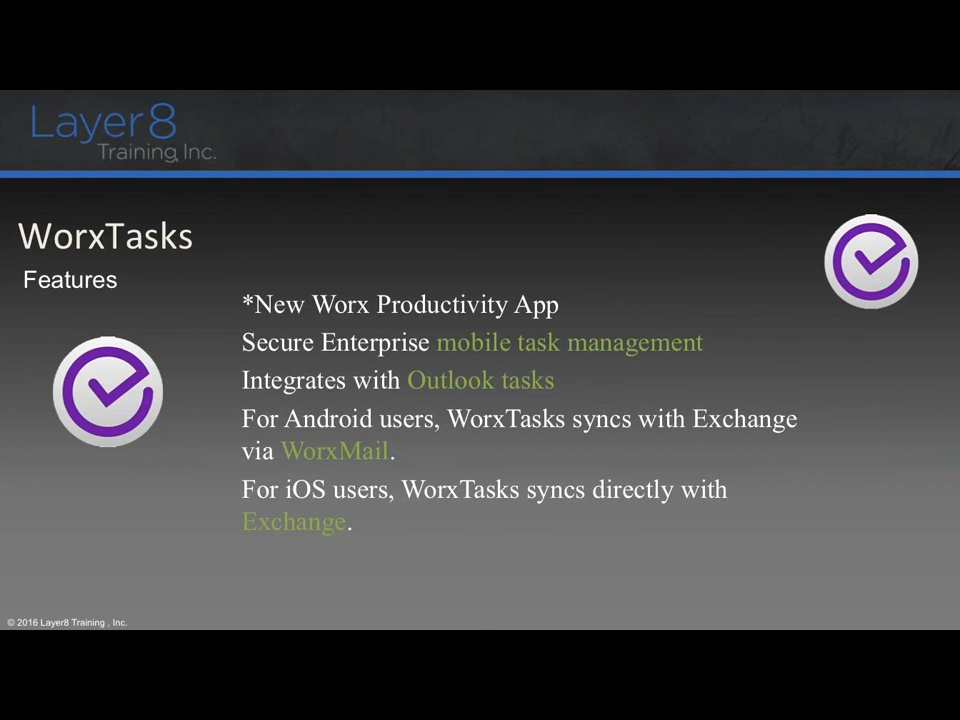 Layer8
Training, Inc.
WorxTasks
Features
*New Worx Productivity App
Secure Enterprise mobile task management
Integrates with Outlook tasks
For Android users, WorxTasks syncs with Exchange
via WorxMail.
For iOS users, WorxTasks syncs directly with
Exchange.
© 2016 Layer8 Training , Inc.